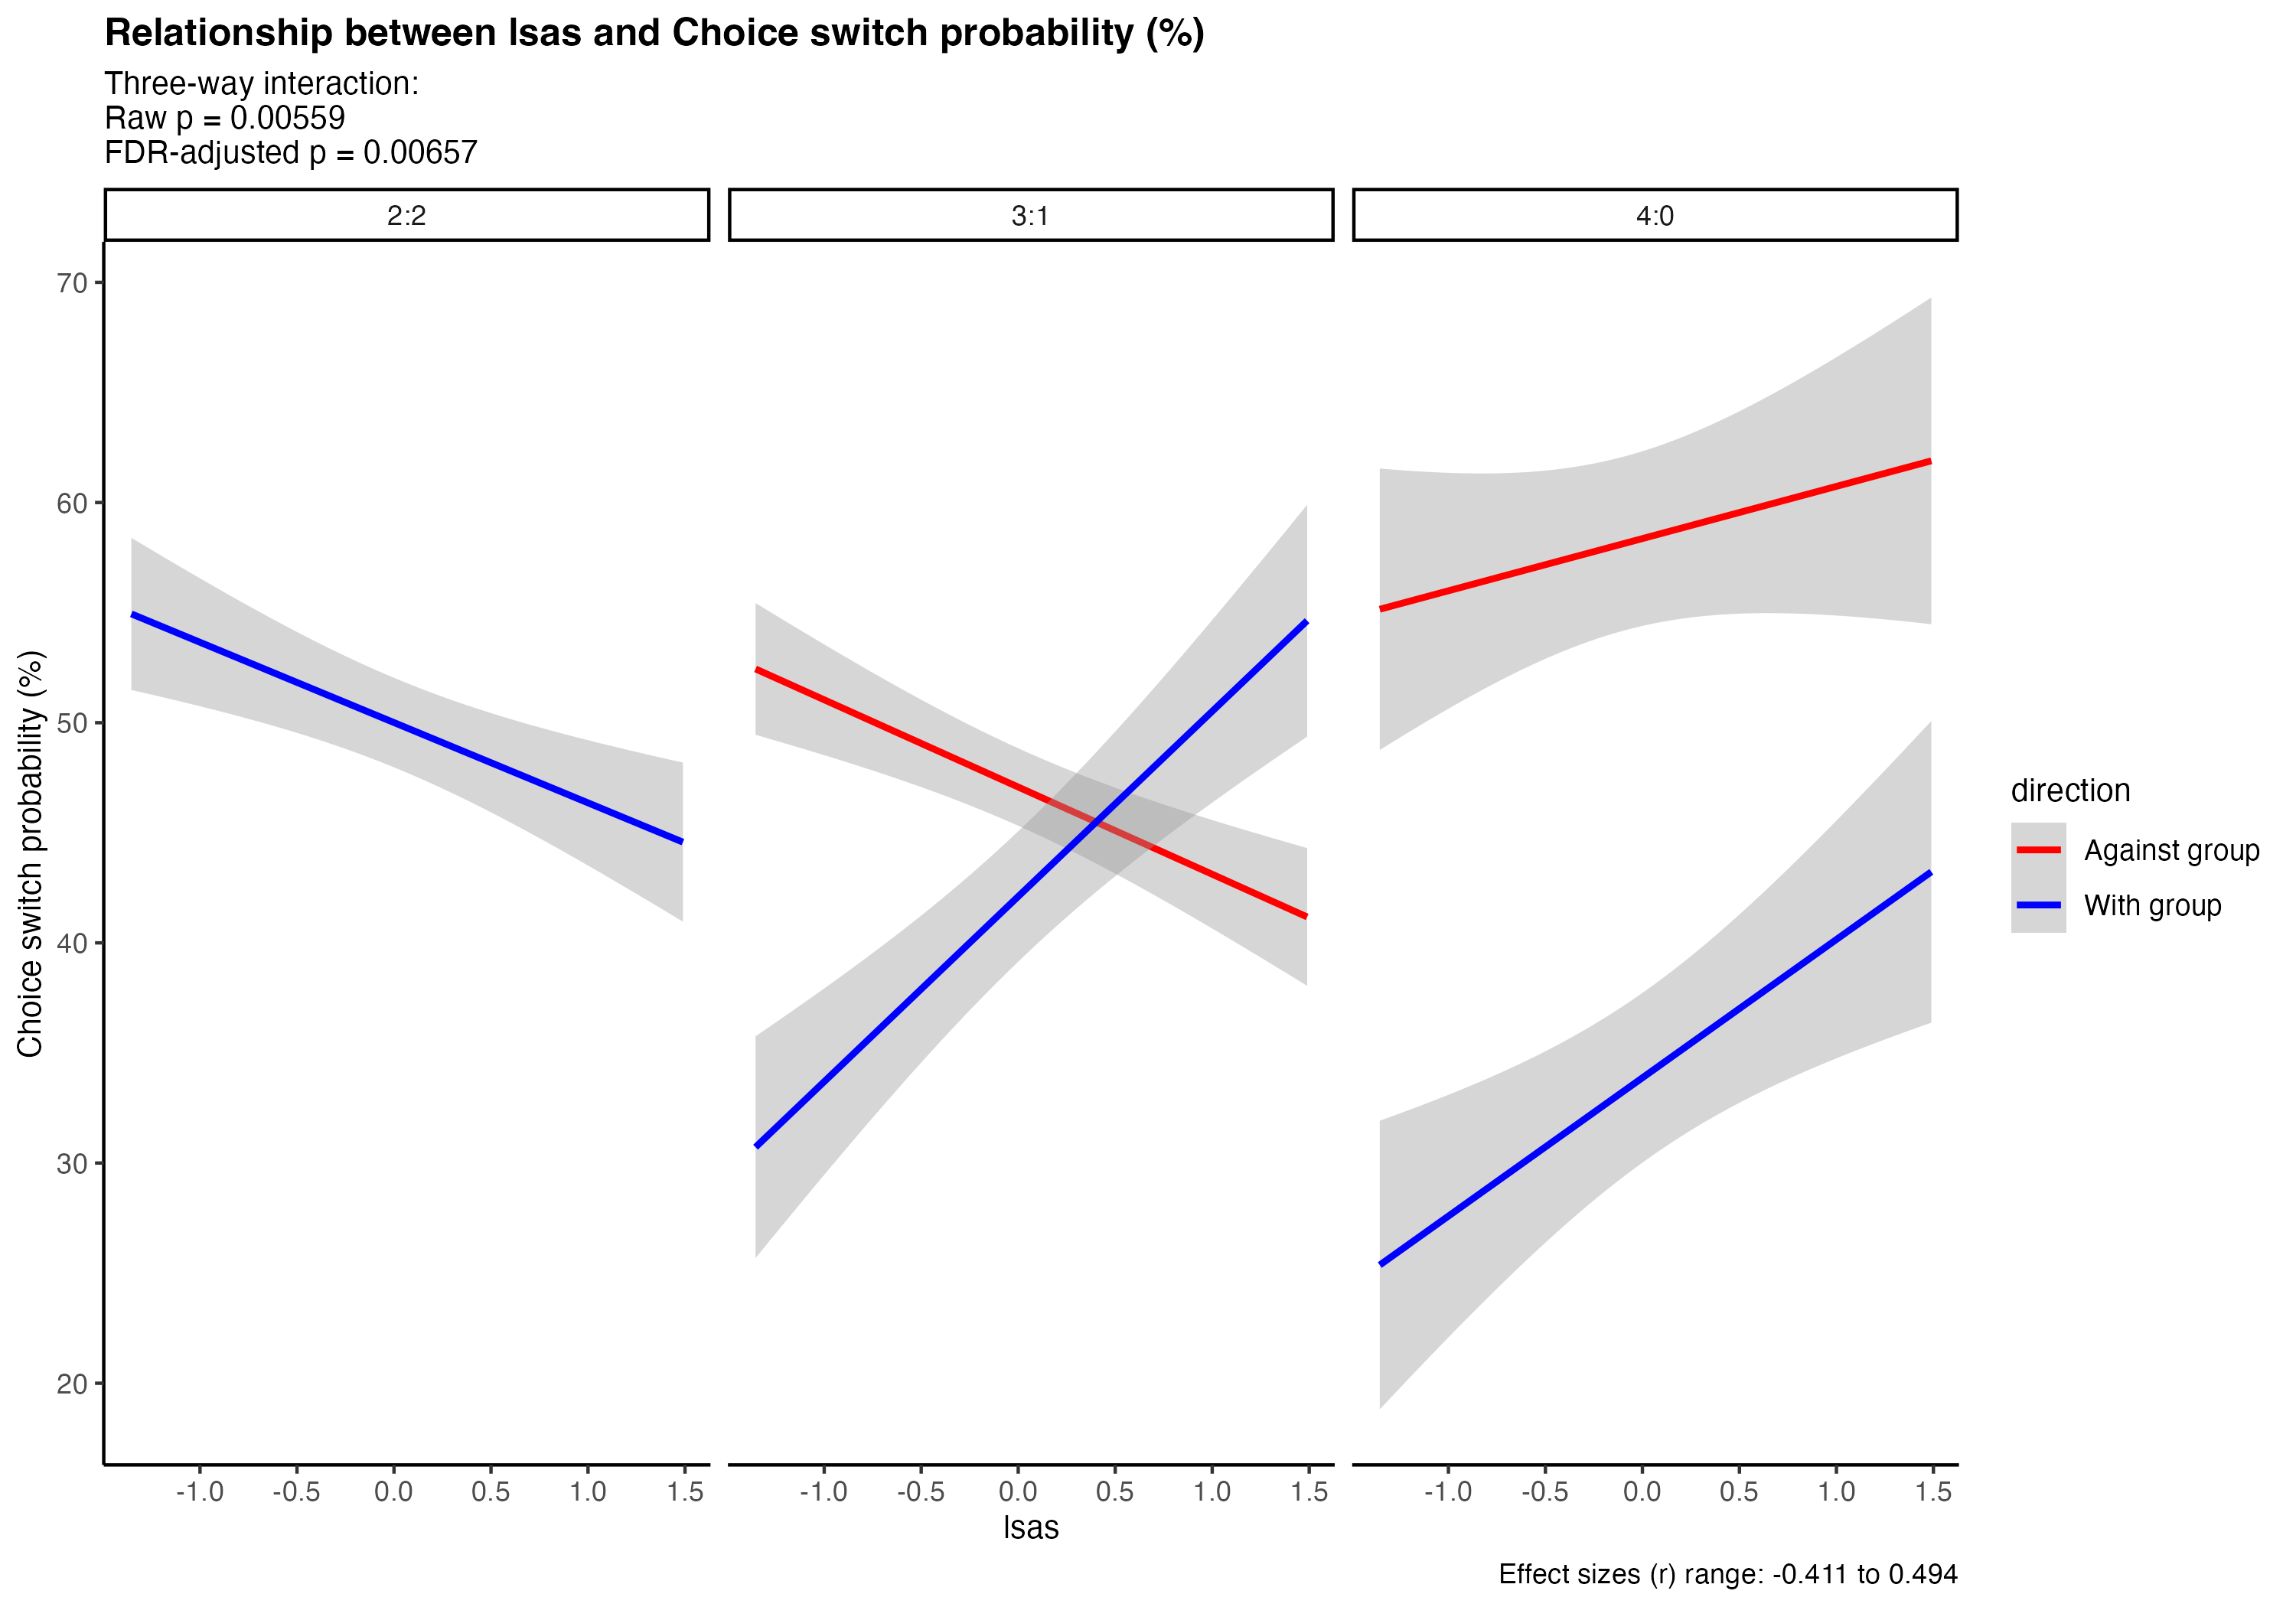 Relationship between lsas and Choice switch probability (%)
Three-way interaction:
Raw p = 0.00559
FDR-adjusted p = 0.00657
2:2
3:1
4:0
Choice switch probability (%)
70
60
50
40
30
20
-1.0 -0.5 0.0 0.5 1.0 1.5
-1.0 -0.5 0.0 0.5 1.0 1.5
-1.0 -0.5 0.0 0.5 1.0 1.5
lsas
direction
Against group
With group
Effect sizes (r) range: -0.411 to 0.494